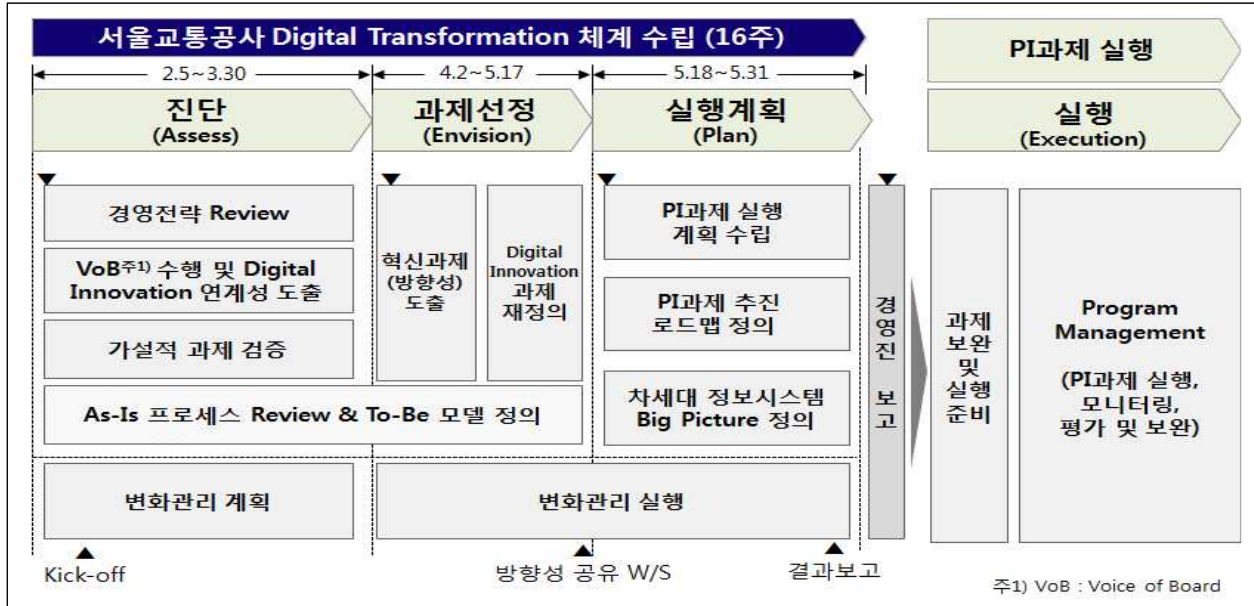 서울교통공사 Digital Transformation 체계 수립 (16주)
PI과제 실행
2.5~3.30
4.2~5.17
5.18~5.31
진단
(Assess)
과제선정
(Envision)
실행계획
(Plan)
실행
(Execution)
경영전략 Review
VoB주1) 수행 및 Digital
Innovation 연계성 도출
가설적 과제 검증
혁신과제
(방향성)
도출
Digital
Innovation
과제
재정의
As-Is 프로세스 Review & To-Be 모델 정의
PI과제 실행
계획 수립
PI과제 추진
로드맵 정의
차세대 정보시스템
Big Picture 정의
경
영
진
보
고
과제
보완
및
실행
준비
Program
Management
(PI과제 실행,
모니터링,
평가 및 보완)
변화관리 계획
변화관리 실행
Kick-off
방향성 공유 W/S
결과보고
주1) VoB : Voice of Board